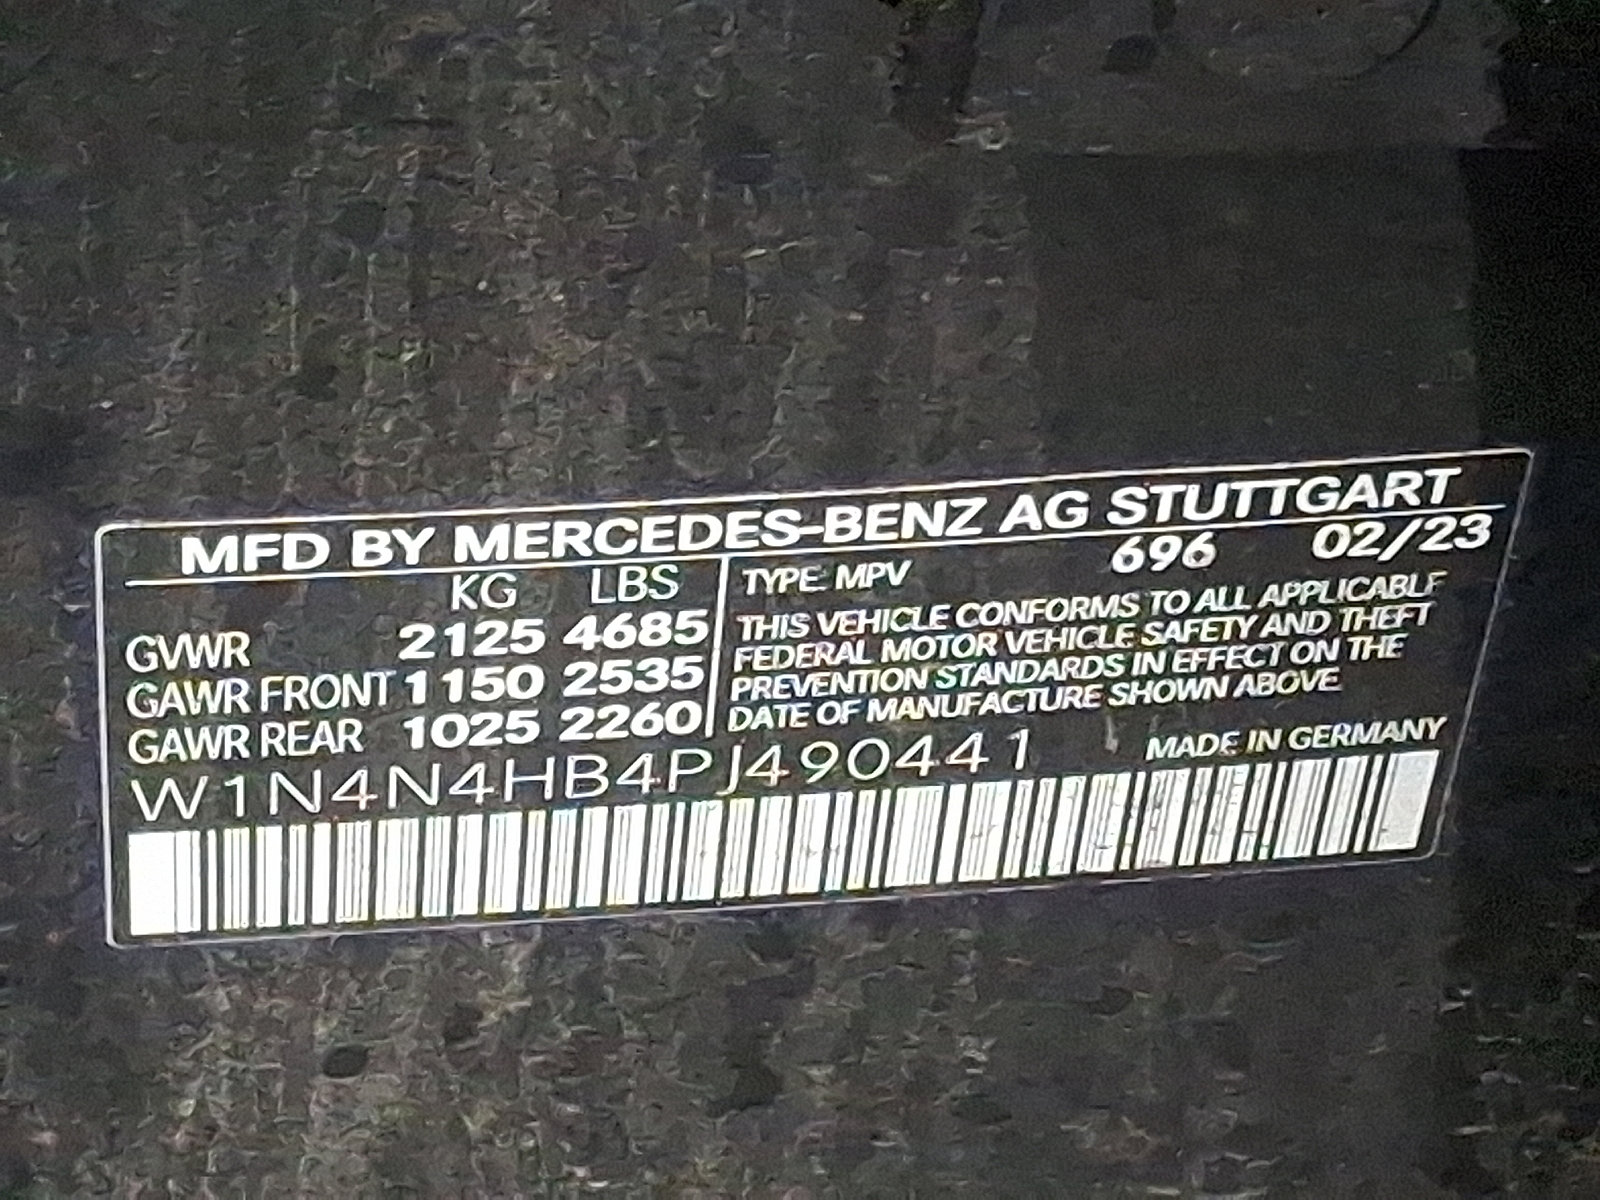 MFD BY MERCEDES-BENZ AG STUTTGART
KG LBS
GVWR 2125 4685
GAWR FRONT 1150 2535
GAWR REAR 1025 2260
TYPE: MPV 696 02/23
THIS VEHICLE CONFORMS TO ALL APPLICABLE
FEDERAL MOTOR VEHICLE SAFETY AND THEFT
PREVENTION STANDARDS IN EFFECT ON THE
DATE OF MANUFACTURE SHOWN ABOVE.
W1N4N4HB4PJ490441
MADE IN GERMANY